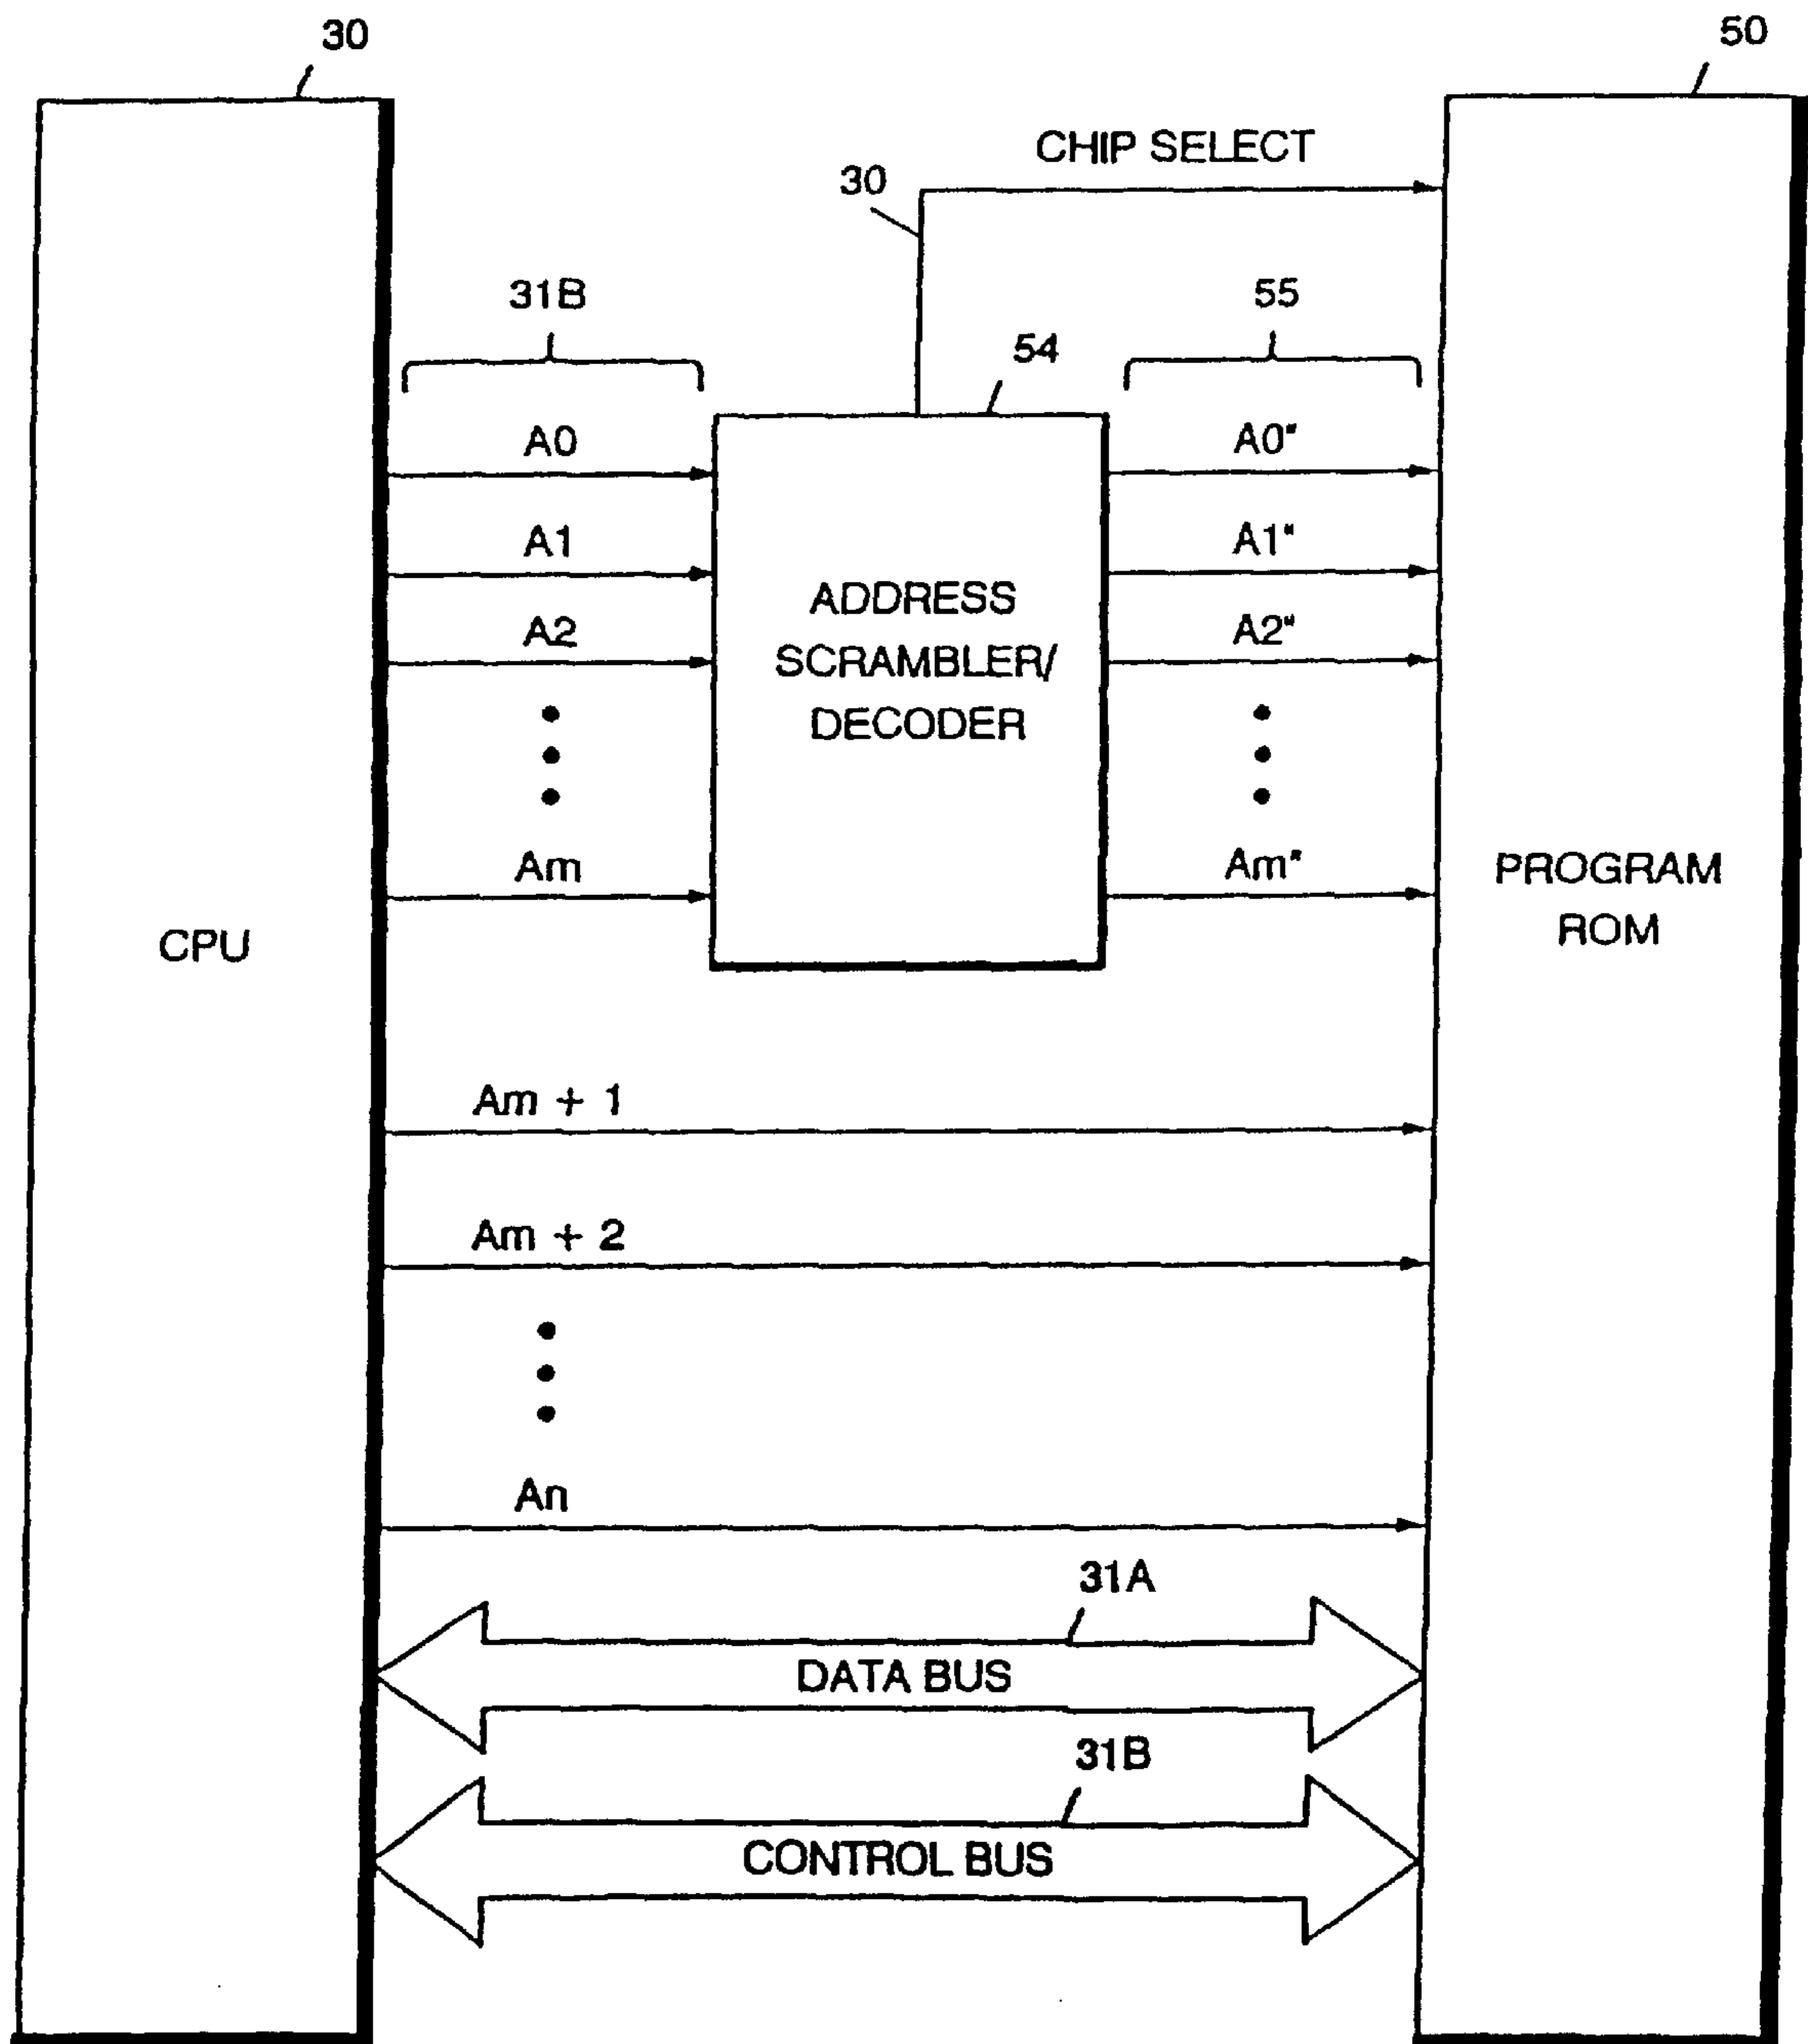 30
50
CHIP SELECT
30
31B
55
54
A0
A0"
A1
A1"
A2
A2"
ADDRESS
SCRAMBLER/
DECODER
Am
Am"
CPU
PROGRAM
ROM
Am + 1
Am + 2
An
31A
DATA BUS
31B
CONTROL BUS